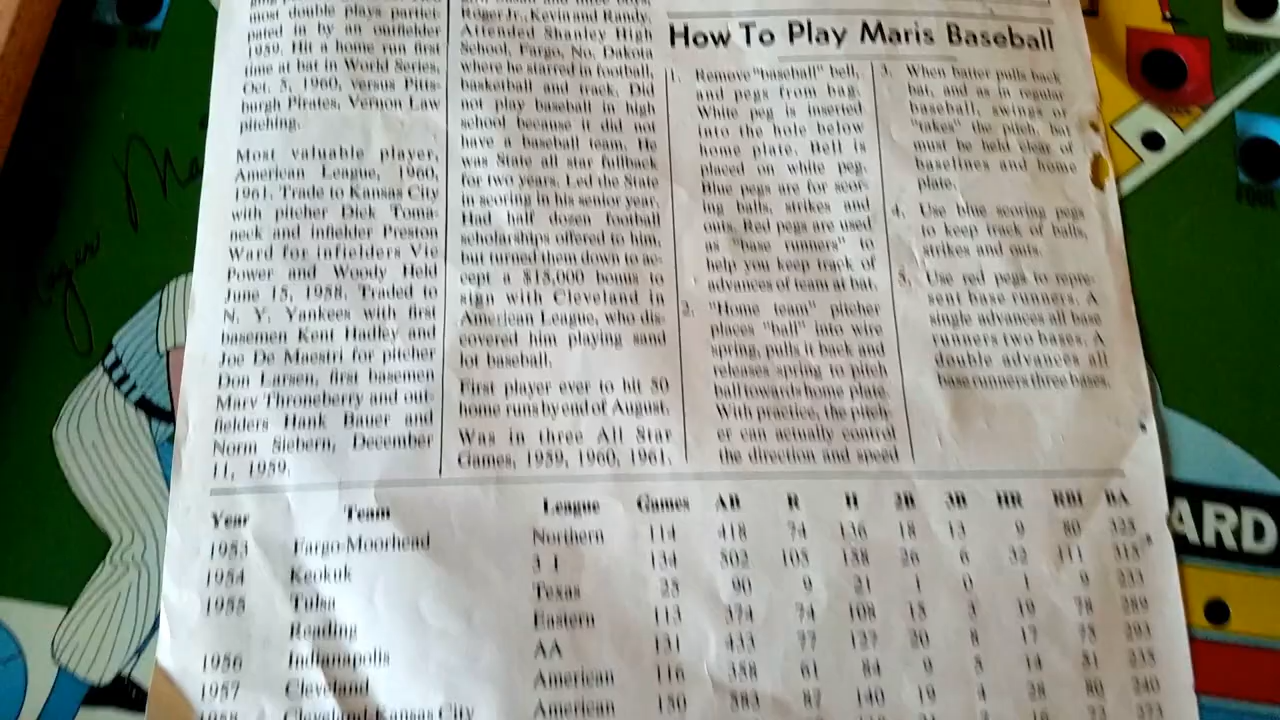 most double plays partici-
pated in by an outfielder
1959. Hit a home run first
time at bat in World Series,
Oct. 5, 1960, versus Pitts-
burgh Pirates, Vernon Law
pitching.
Most valuable player,
American League, 1960,
1961. Trade to Kansas City
with pitcher Dick Toma-
neck and infielder Preston
Ward for infielders Vic
Power and Woody Held
June 15, 1958. Traded to
N. Y. Yankees with first
basemen Kent Hadley and
Joe De Maestri for pitcher
Don Larsen, first basemen
Marv Throneberry and out-
fielders Hank Bauer and
Norm Siebern, December
11, 1959.
Roger Jr., Kevin and Randy.
Attended Shanley High
School, Fargo, No. Dakota
where he starred in football,
basketball and track. Did
not play baseball in high
school because it did not
have a baseball team. He
was State all star fullback
for two years. Led the State
in scoring in his senior year.
Had half dozen football
scholarships offered to him,
but turned them down to ac-
cept a $15,000 bonus to
sign with Cleveland in
American League, who dis-
covered him playing sand
lot baseball.
First player ever to hit 50
home runs by end of August.
Was in three All Star
Games, 1959, 1960, 1961.
How To Play Maris Baseball
1. Remove "baseball" bell,
and pegs from bag.
White peg is inserted
into the hole below
home plate. Bell is
placed on white peg.
Blue pegs are for scor-
ing balls, strikes and
outs. Red pegs are used
as "base runners" to
help you keep track of
advances of team at bat.
2. "Home team" pitcher
places "ball" into wire
spring, pulls it back and
releases spring to pitch
ball towards home plate.
With practice, the pitch
er can actually control
the direction and speed
3. When batter pulls back
bat, and as in regular
baseball, swings or
"takes" the pitch, bat
must be held clear of
baselines and home
plate.
4. Use blue scoring pegs
to keep track of balls,
strikes and outs.
5. Use red pegs to repre-
sent base runners. A
single advances all base
runners two bases. A
double advances all
base runners three bases.
Year Team League Games AB R H 2B 3B HR RBI BA
1953 Fargo-Moorhead Northern 114 418 74 136 18 13 9 80 325
1954 Keokuk 3 I 134 502 105 158 26 6 32 111 315
1955 Tulsa Texas 25 90 9 21 1 0 1 9 233
Reading Eastern 113 374 74 108 15 3 19 78 289
1956 Indianapolis AA 131 433 77 127 20 8 17 75 293
1957 Cleveland American 116 358 61 84 9 5 14 51 235
Cleveland-Kansas City American 150 583 87 140 19 4 28 80 240
ARD